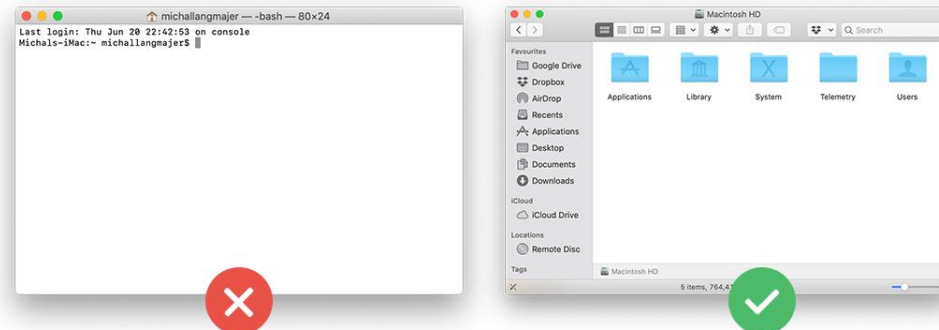 michallangmajer — -bash — 80×24
Last login: Thu Jun 20 22:42:53 on console
Michals-iMac:~ michallangmajer$
Macintosh HD
Search
Favourites
Google Drive
Dropbox
AirDrop
Recents
Applications
Desktop
Documents
Downloads
iCloud
iCloud Drive
Locations
Remote Disc
Tags
Applications
Library
System
Telemetry
Users
Macintosh HD
5 items,